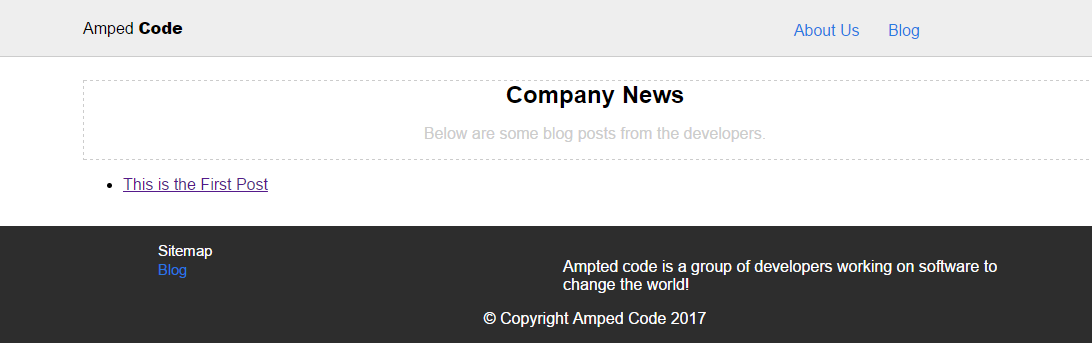 Amped Code
About Us Blog
Company News
Below are some blog posts from the developers.
This is the First Post
Sitemap
Blog
Ampted code is a group of developers working on software to
change the world!
© Copyright Amped Code 2017